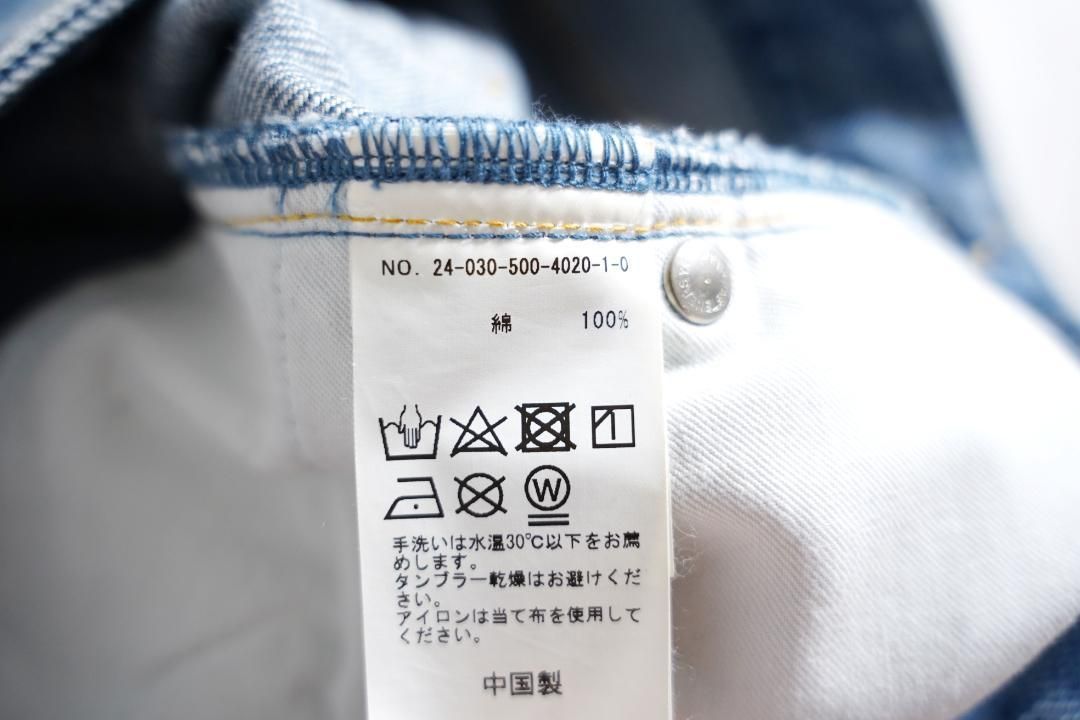 NO. 24-030-500-4020-1-0
綿 100%
W
手洗いは水温30℃以下をお薦
めします。
タンブラー乾燥はお避けくだ
さい。
アイロンは当て布を使用して
ください。
中国製